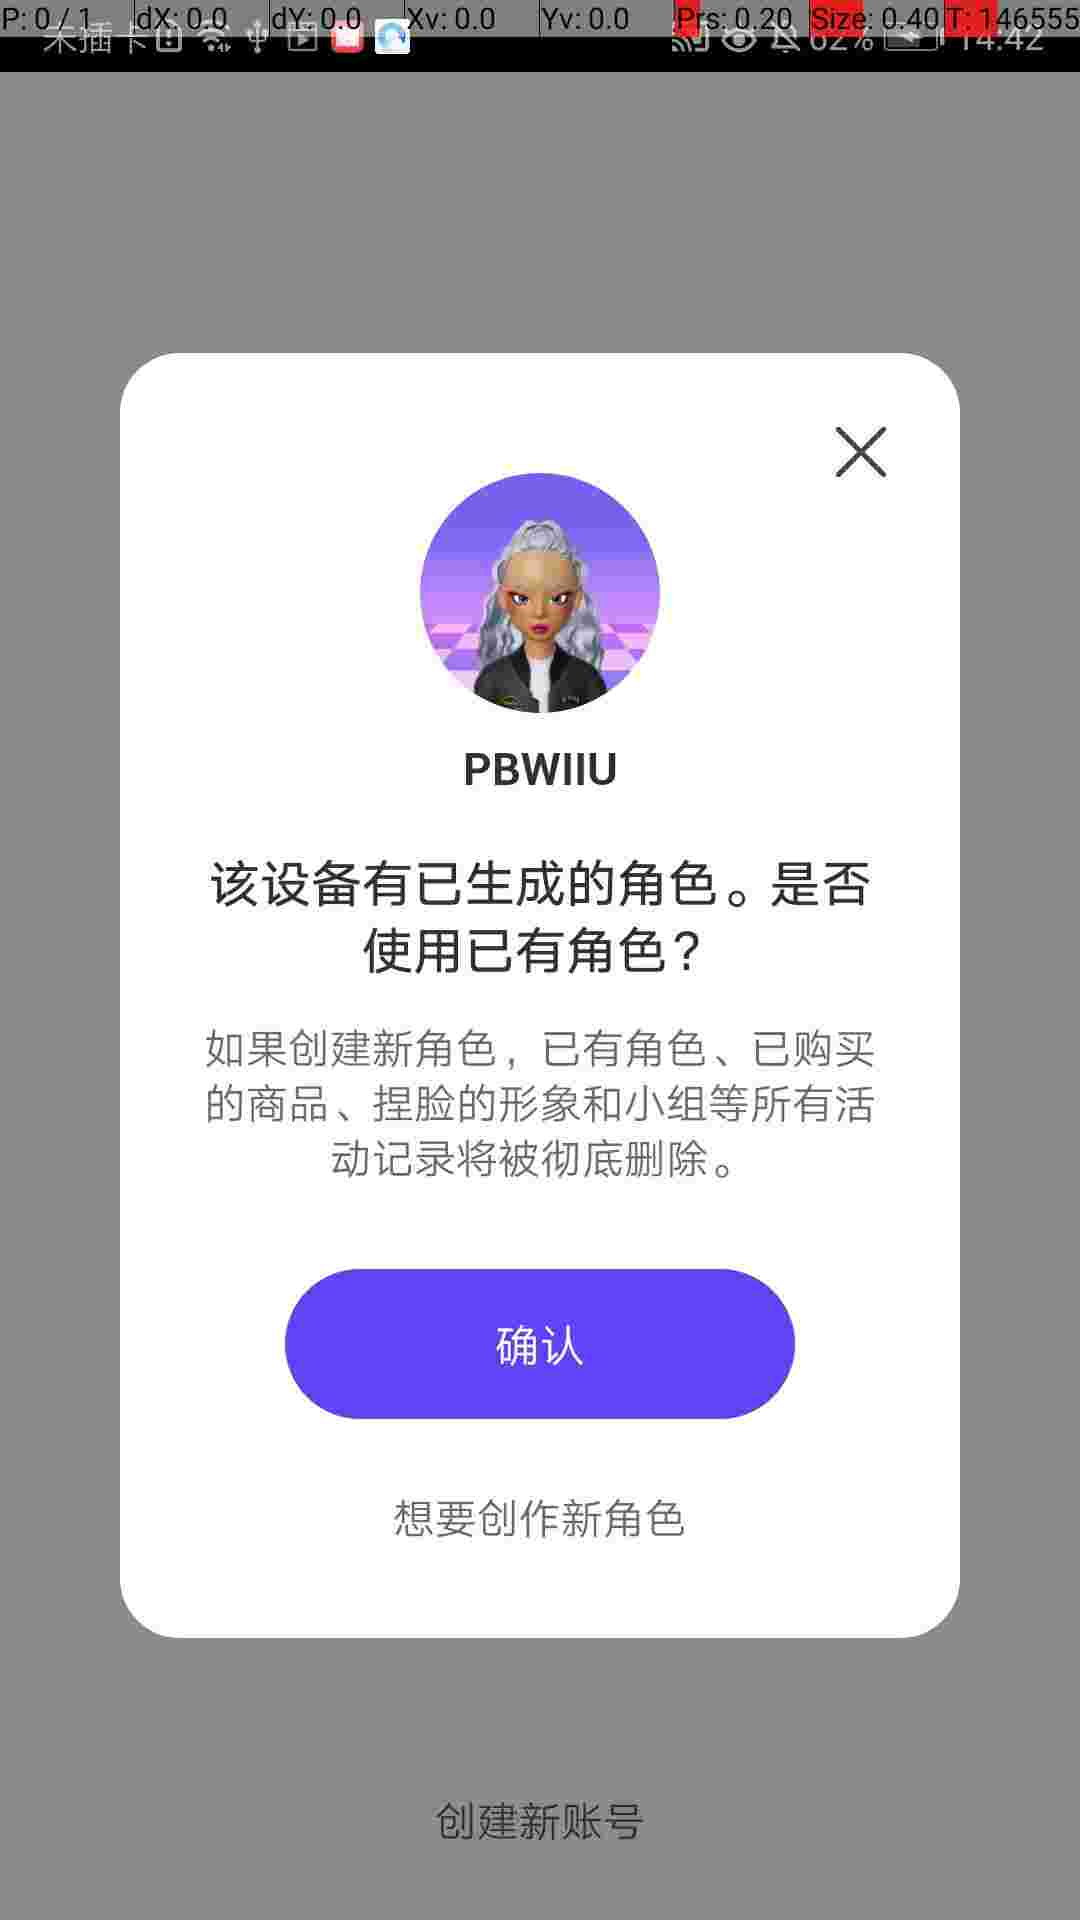 P: 0 / 1 dX: 0.0 dY: 0.0 Xv: 0.0 Yv: 0.0 Prs: 0.20 Size: 0.40 T: 146555
未插卡 62% 14:42
PBWIIU
该设备有已生成的角色。是否
使用已有角色？
如果创建新角色，已有角色、已购买
的商品、捏脸的形象和小组等所有活
动记录将被彻底删除。
确认
想要创作新角色
创建新账号